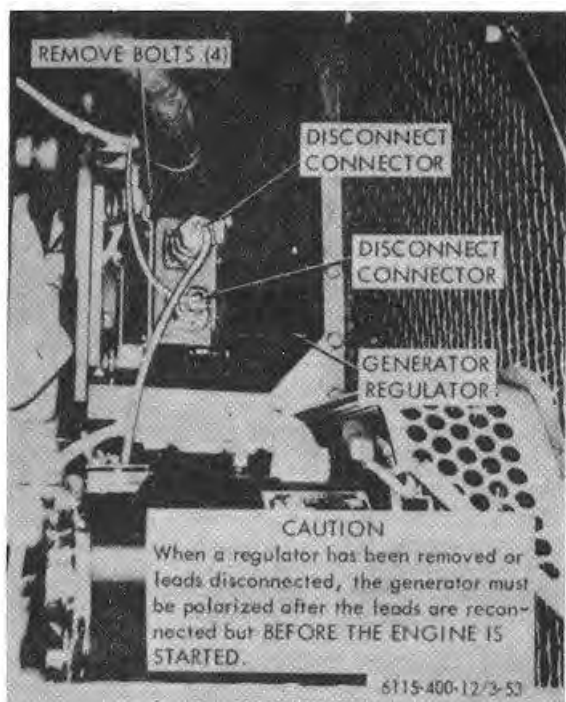 REMOVE BOLTS (4)
DISCONNECT
CONNECTOR
DISCONNECT
CONNECTOR
GENERATOR
REGULATOR
CAUTION
When a regulator has been removed or
leads disconnected, the generator must
be polarized after the leads are recon-
nected but BEFORE THE ENGINE IS
STARTED.
6115-400-12/3-53